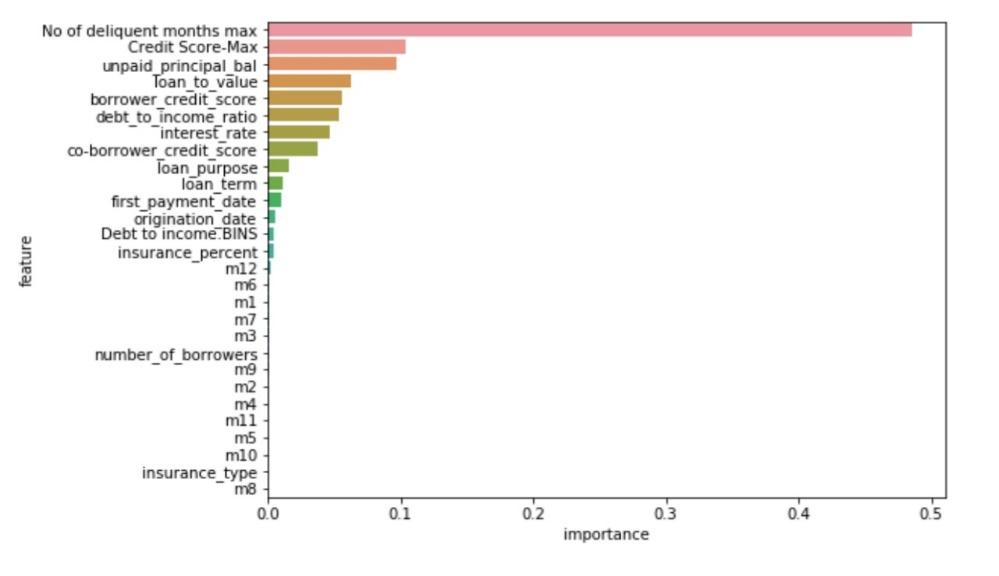 No of deliquent months max
Credit Score-Max
unpaid_principal_bal
loan_to_value
borrower_credit_score
debt_to_income_ratio
interest_rate
co-borrower_credit_score
loan_purpose
loan_term
first_payment_date
origination_date
Debt to income.BINS
insurance_percent
m12
m6
m1
m7
m3
number_of_borrowers
m9
m2
m4
m11
m5
m10
insurance_type
m8
feature
0.0 0.1 0.2 0.3 0.4 0.5
importance